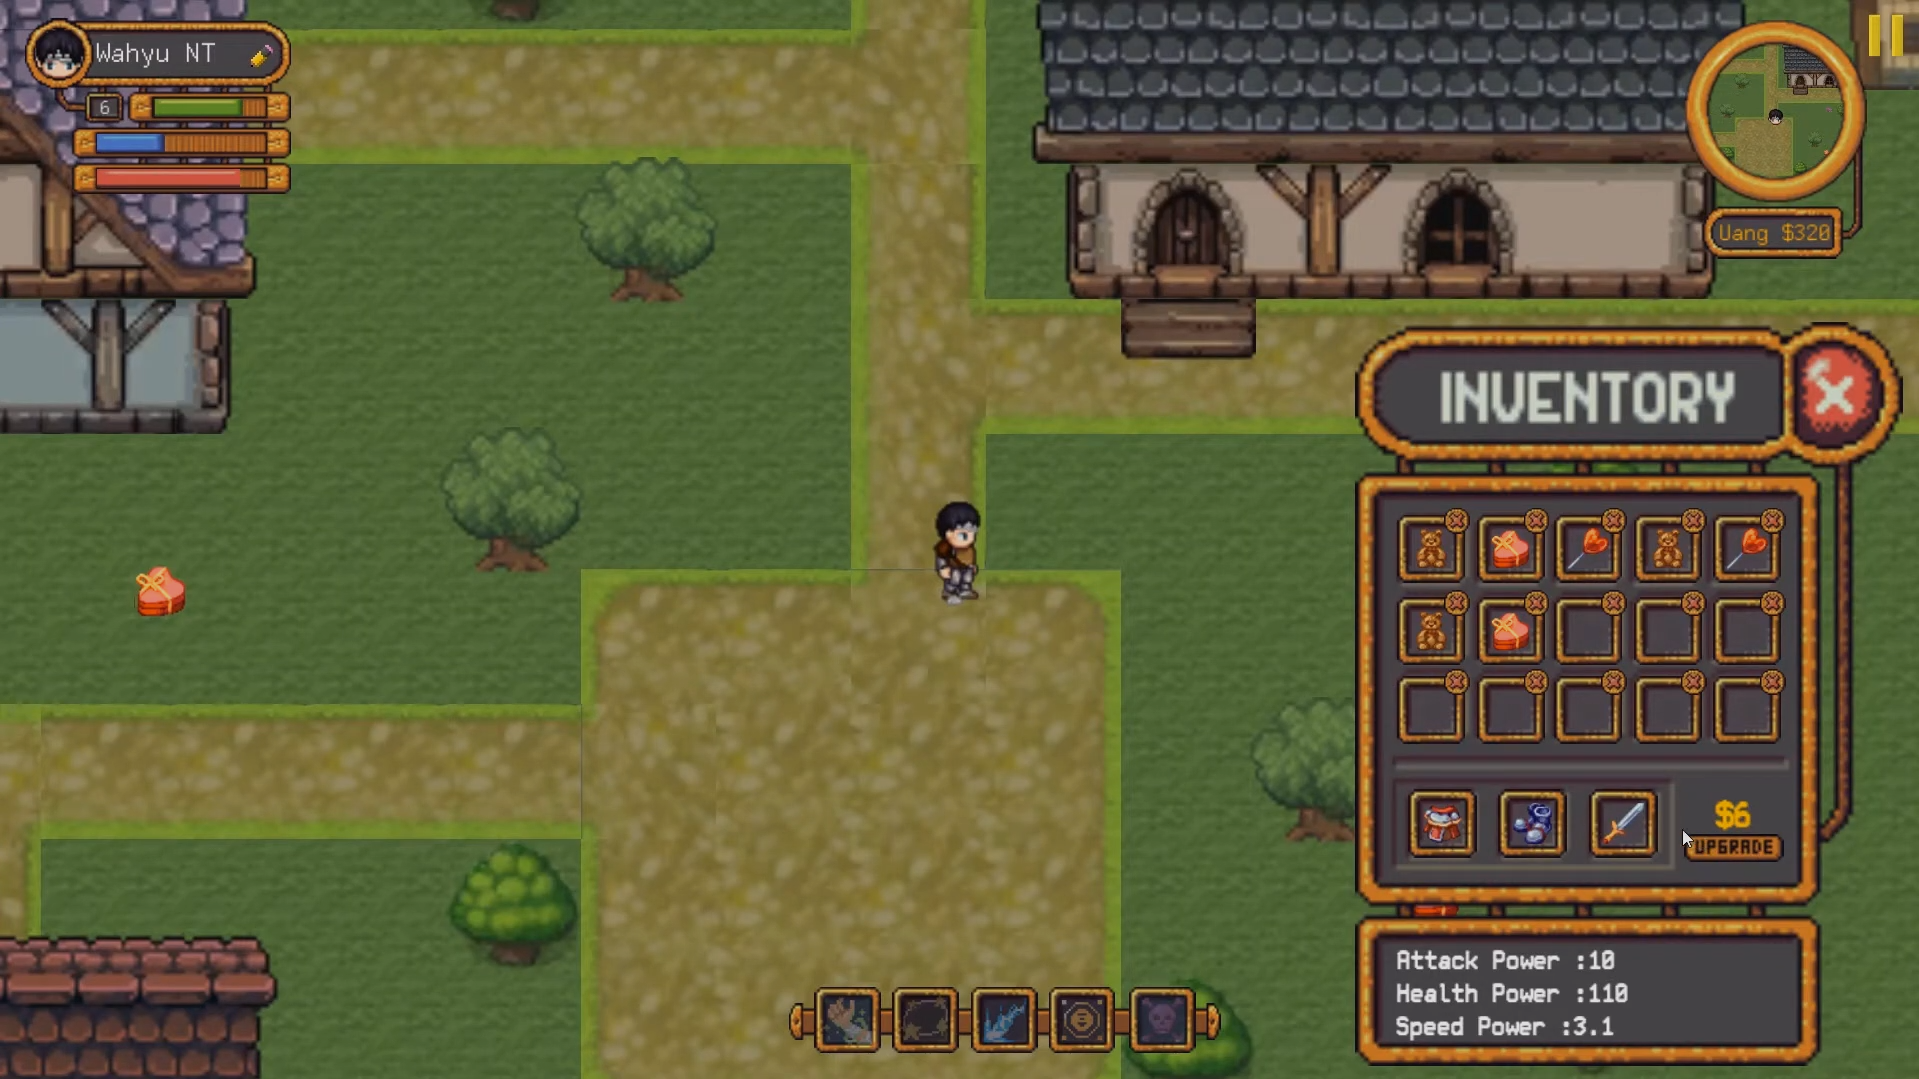 Wahyu NT
6
Uang $320
INVENTORY
$6
UPGRADE
Attack Power :10
Health Power :110
Speed Power :3.1